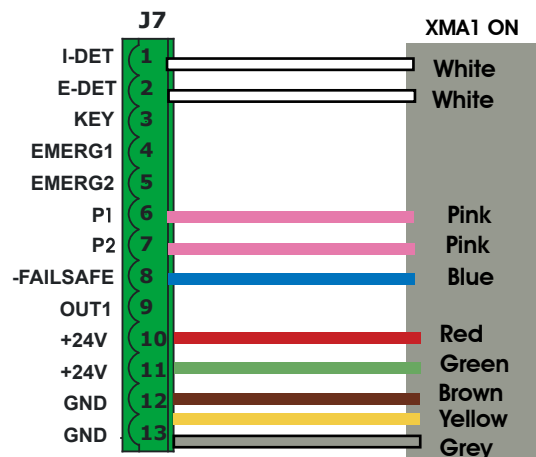 J7
XMA1 ON
I-DET 1 White
E-DET 2 White
KEY 3
EMERG1 4
EMERG2 5
P1 6 Pink
P2 7 Pink
-FAILSAFE 8 Blue
OUT1 9
+24V 10 Red
+24V 11 Green
GND 12 Brown
Yellow
GND 13 Grey